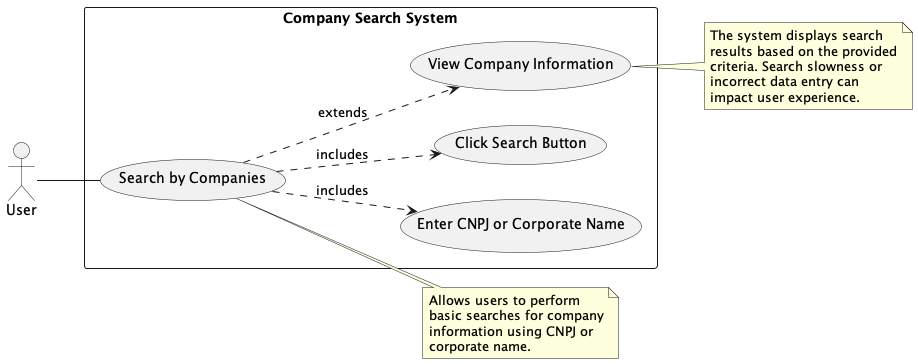 Company Search System
View Company Information
The system displays search
results based on the provided
criteria. Search slowness or
incorrect data entry can
impact user experience.
extends
Click Search Button
includes
Search by Companies
includes
Enter CNPJ or Corporate Name
User
Allows users to perform
basic searches for company
information using CNPJ or
corporate name.